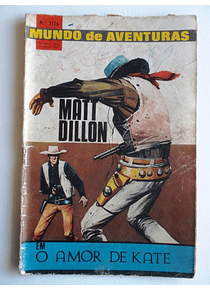 MUNDO de AVENTURAS
MATT
DILLON
EM
O AMOR DE KATE